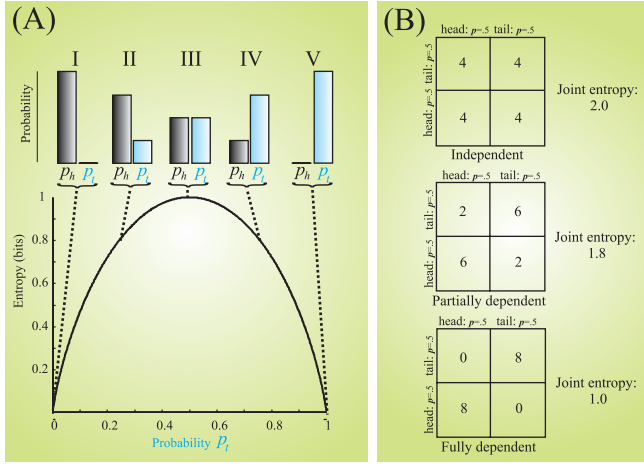 (A)
I II III IV V
Probability
p_h p_t p_h p_t p_h p_t p_h p_t p_h p_t
Entropy (bits)
1
0.8
0.6
0.4
0.2
0 0.2 0.4 0.6 0.8 1
Probability p_t
(B)
head: p=.5 tail: p=.5
tail: p=.5
head: p=.5
4 4
4 4
Independent
Joint entropy:
2.0
head: p=.5 tail: p=.5
tail: p=.5
head: p=.5
2 6
6 2
Partially dependent
Joint entropy:
1.8
head: p=.5 tail: p=.5
tail: p=.5
head: p=.5
0 8
8 0
Fully dependent
Joint entropy:
1.0